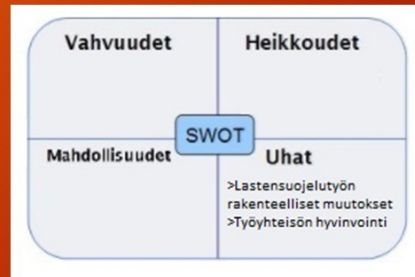 Vahvuudet
Heikkoudet
SWOT
Mahdollisuudet
Uhat
>Lastensuojelutyön
rakenteelliset muutokset
>Työyhteisön hyvinvointi